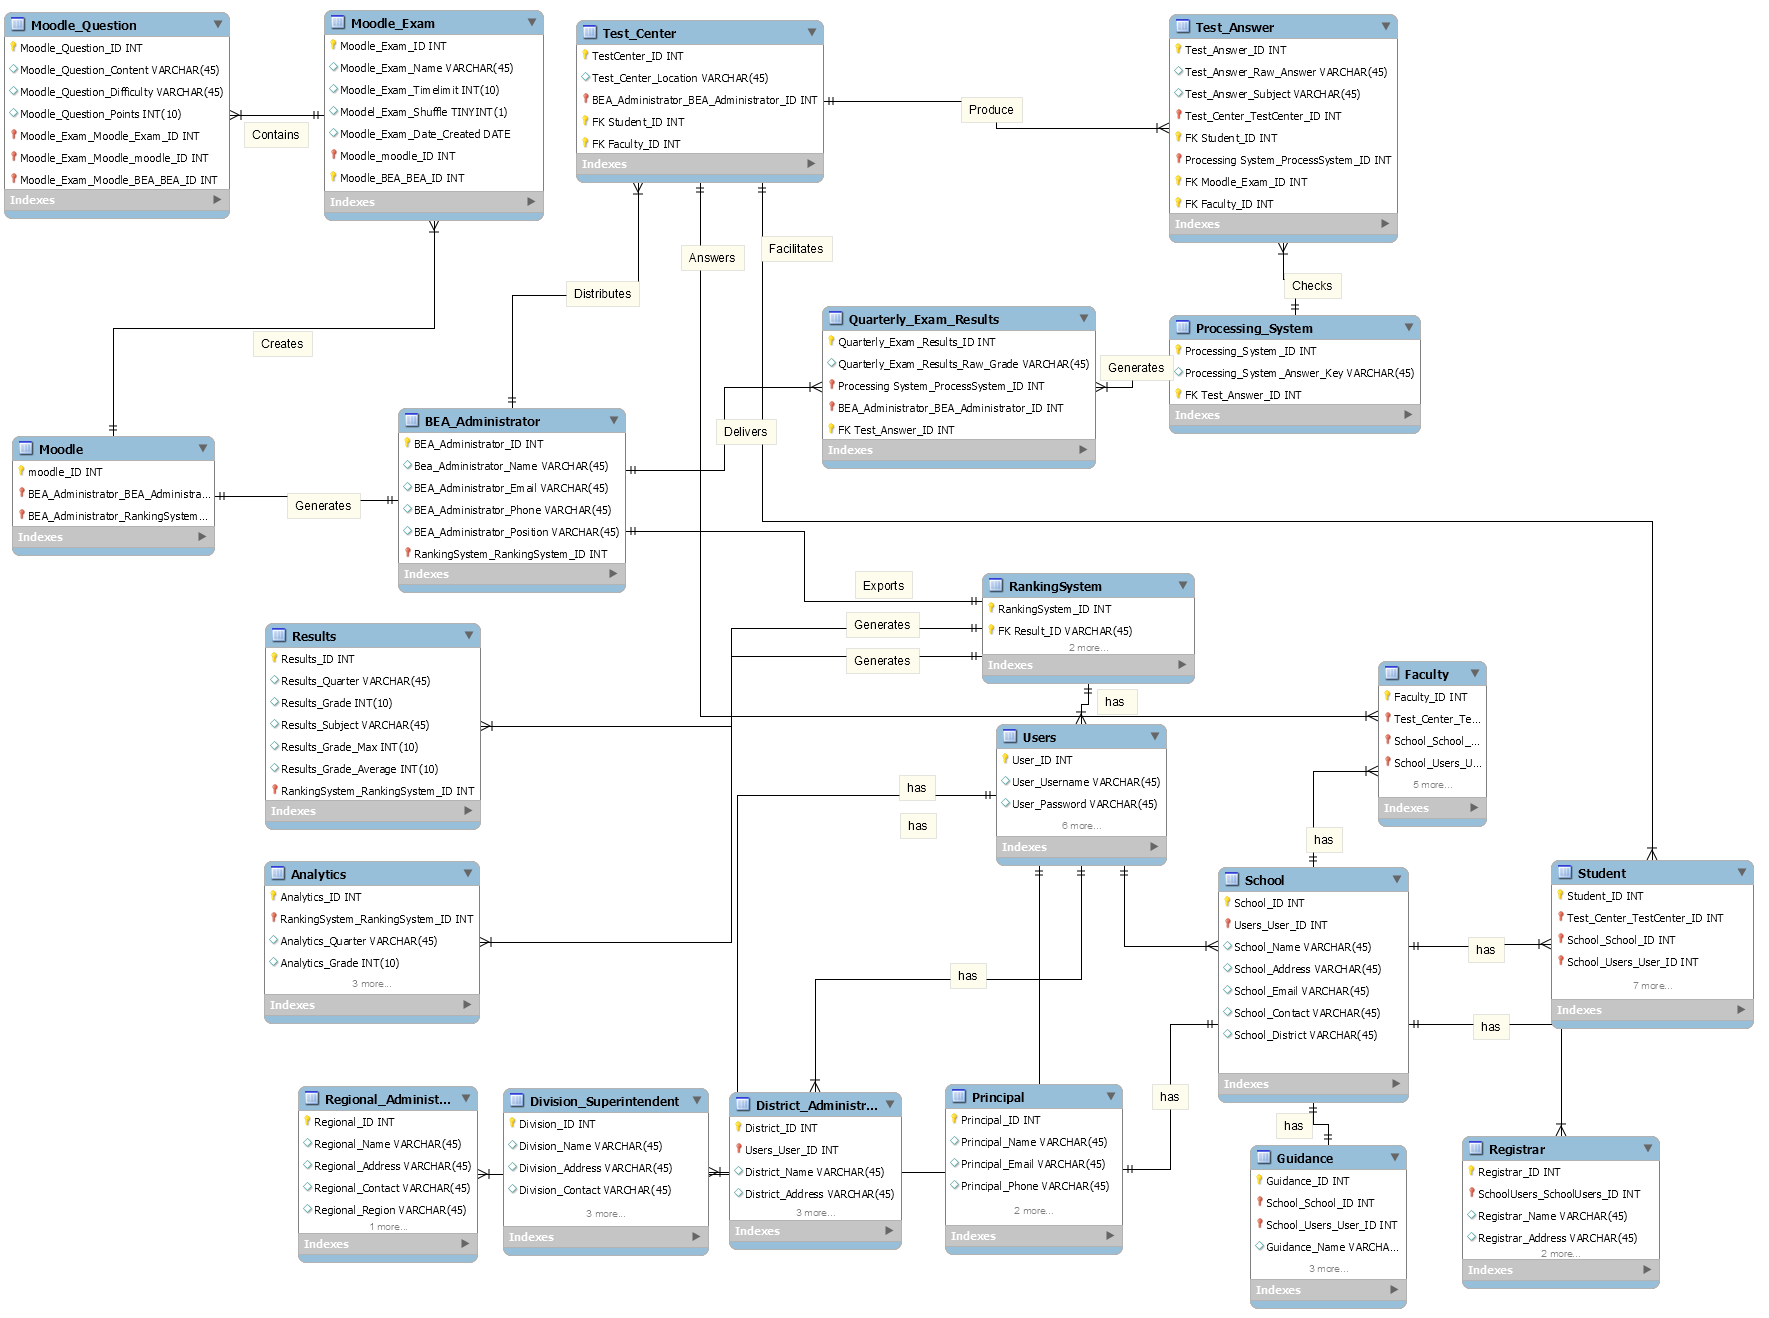 Moodle_Question
Moodle_Question_ID INT
Moodle_Question_Content VARCHAR(45)
Moodle_Question_Difficulty VARCHAR(45)
Moodle_Question_Points INT(10)
Moodle_Exam_Moodle_Exam_ID INT
Moodle_Exam_Moodle_moodle_ID INT
Moodle_Exam_Moodle_BEA_BEA_ID INT
Indexes
Contains
Moodle_Exam
Moodle_Exam_ID INT
Moodle_Exam_Name VARCHAR(45)
Moodle_Exam_Timelimit INT(10)
Moodel_Exam_Shuffle TINYINT(1)
Moodle_Exam_Date_Created DATE
Moodle_moodle_ID INT
Moodle_BEA_BEA_ID INT
Indexes
Test_Center
TestCenter_ID INT
Test_Center_Location VARCHAR(45)
BEA_Administrator_BEA_Administrator_ID INT
FK Student_ID INT
FK Faculty_ID INT
Indexes
Produce
Test_Answer
Test_Answer_ID INT
Test_Answer_Raw_Answer VARCHAR(45)
Test_Answer_Subject VARCHAR(45)
Test_Center_TestCenter_ID INT
FK Student_ID INT
Processing System_ProcessSystem_ID INT
FK Moodle_Exam_ID INT
FK Faculty_ID INT
Indexes
Answers
Facilitates
Distributes
Creates
Checks
Quarterly_Exam_Results
Quarterly_Exam_Results_ID INT
Quarterly_Exam_Results_Raw_Grade VARCHAR(45)
Processing System_ProcessSystem_ID INT
BEA_Administrator_BEA_Administrator_ID INT
FK Test_Answer_ID INT
Indexes
Generates
Processing_System
Processing_System_ID INT
Processing_System_Answer_Key VARCHAR(45)
FK Test_Answer_ID INT
Indexes
Delivers
Moodle
moodle_ID INT
BEA_Administrator_BEA_Administra...
BEA_Administrator_RankingSystem...
Indexes
Generates
BEA_Administrator
BEA_Administrator_ID INT
Bea_Administrator_Name VARCHAR(45)
BEA_Administrator_Email VARCHAR(45)
BEA_Administrator_Phone VARCHAR(45)
BEA_Administrator_Position VARCHAR(45)
RankingSystem_RankingSystem_ID INT
Indexes
Exports
Generates
Generates
RankingSystem
RankingSystem_ID INT
FK Result_ID VARCHAR(45)
2 more...
Indexes
has
Results
Results_ID INT
Results_Quarter VARCHAR(45)
Results_Grade INT(10)
Results_Subject VARCHAR(45)
Results_Grade_Max INT(10)
Results_Grade_Average INT(10)
RankingSystem_RankingSystem_ID INT
Indexes
Users
User_ID INT
User_Username VARCHAR(45)
User_Password VARCHAR(45)
6 more...
Indexes
has
has
Faculty
Faculty_ID INT
Test_Center_Te...
School_School_...
School_Users_U...
5 more...
Indexes
has
Analytics
Analytics_ID INT
RankingSystem_RankingSystem_ID INT
Analytics_Quarter VARCHAR(45)
Analytics_Grade INT(10)
3 more...
Indexes
has
School
School_ID INT
Users_User_ID INT
School_Name VARCHAR(45)
School_Address VARCHAR(45)
School_Email VARCHAR(45)
School_Contact VARCHAR(45)
School_District VARCHAR(45)
Indexes
has
has
Student
Student_ID INT
Test_Center_TestCenter_ID INT
School_School_ID INT
School_Users_User_ID INT
7 more...
Indexes
Regional_Administ...
Regional_ID INT
Regional_Name VARCHAR(45)
Regional_Address VARCHAR(45)
Regional_Contact VARCHAR(45)
Regional_Region VARCHAR(45)
1 more...
Indexes
Division_Superintendent
Division_ID INT
Division_Name VARCHAR(45)
Division_Address VARCHAR(45)
Division_Contact VARCHAR(45)
3 more...
Indexes
District_Administr...
District_ID INT
Users_User_ID INT
District_Name VARCHAR(45)
District_Address VARCHAR(45)
3 more...
Indexes
Principal
Principal_ID INT
Principal_Name VARCHAR(45)
Principal_Email VARCHAR(45)
Principal_Phone VARCHAR(45)
2 more...
Indexes
has
has
Guidance
Guidance_ID INT
School_School_ID INT
School_Users_User_ID INT
Guidance_Name VARCHA...
3 more...
Indexes
Registrar
Registrar_ID INT
SchoolUsers_SchoolUsers_ID INT
Registrar_Name VARCHAR(45)
Registrar_Address VARCHAR(45)
2 more...
Indexes